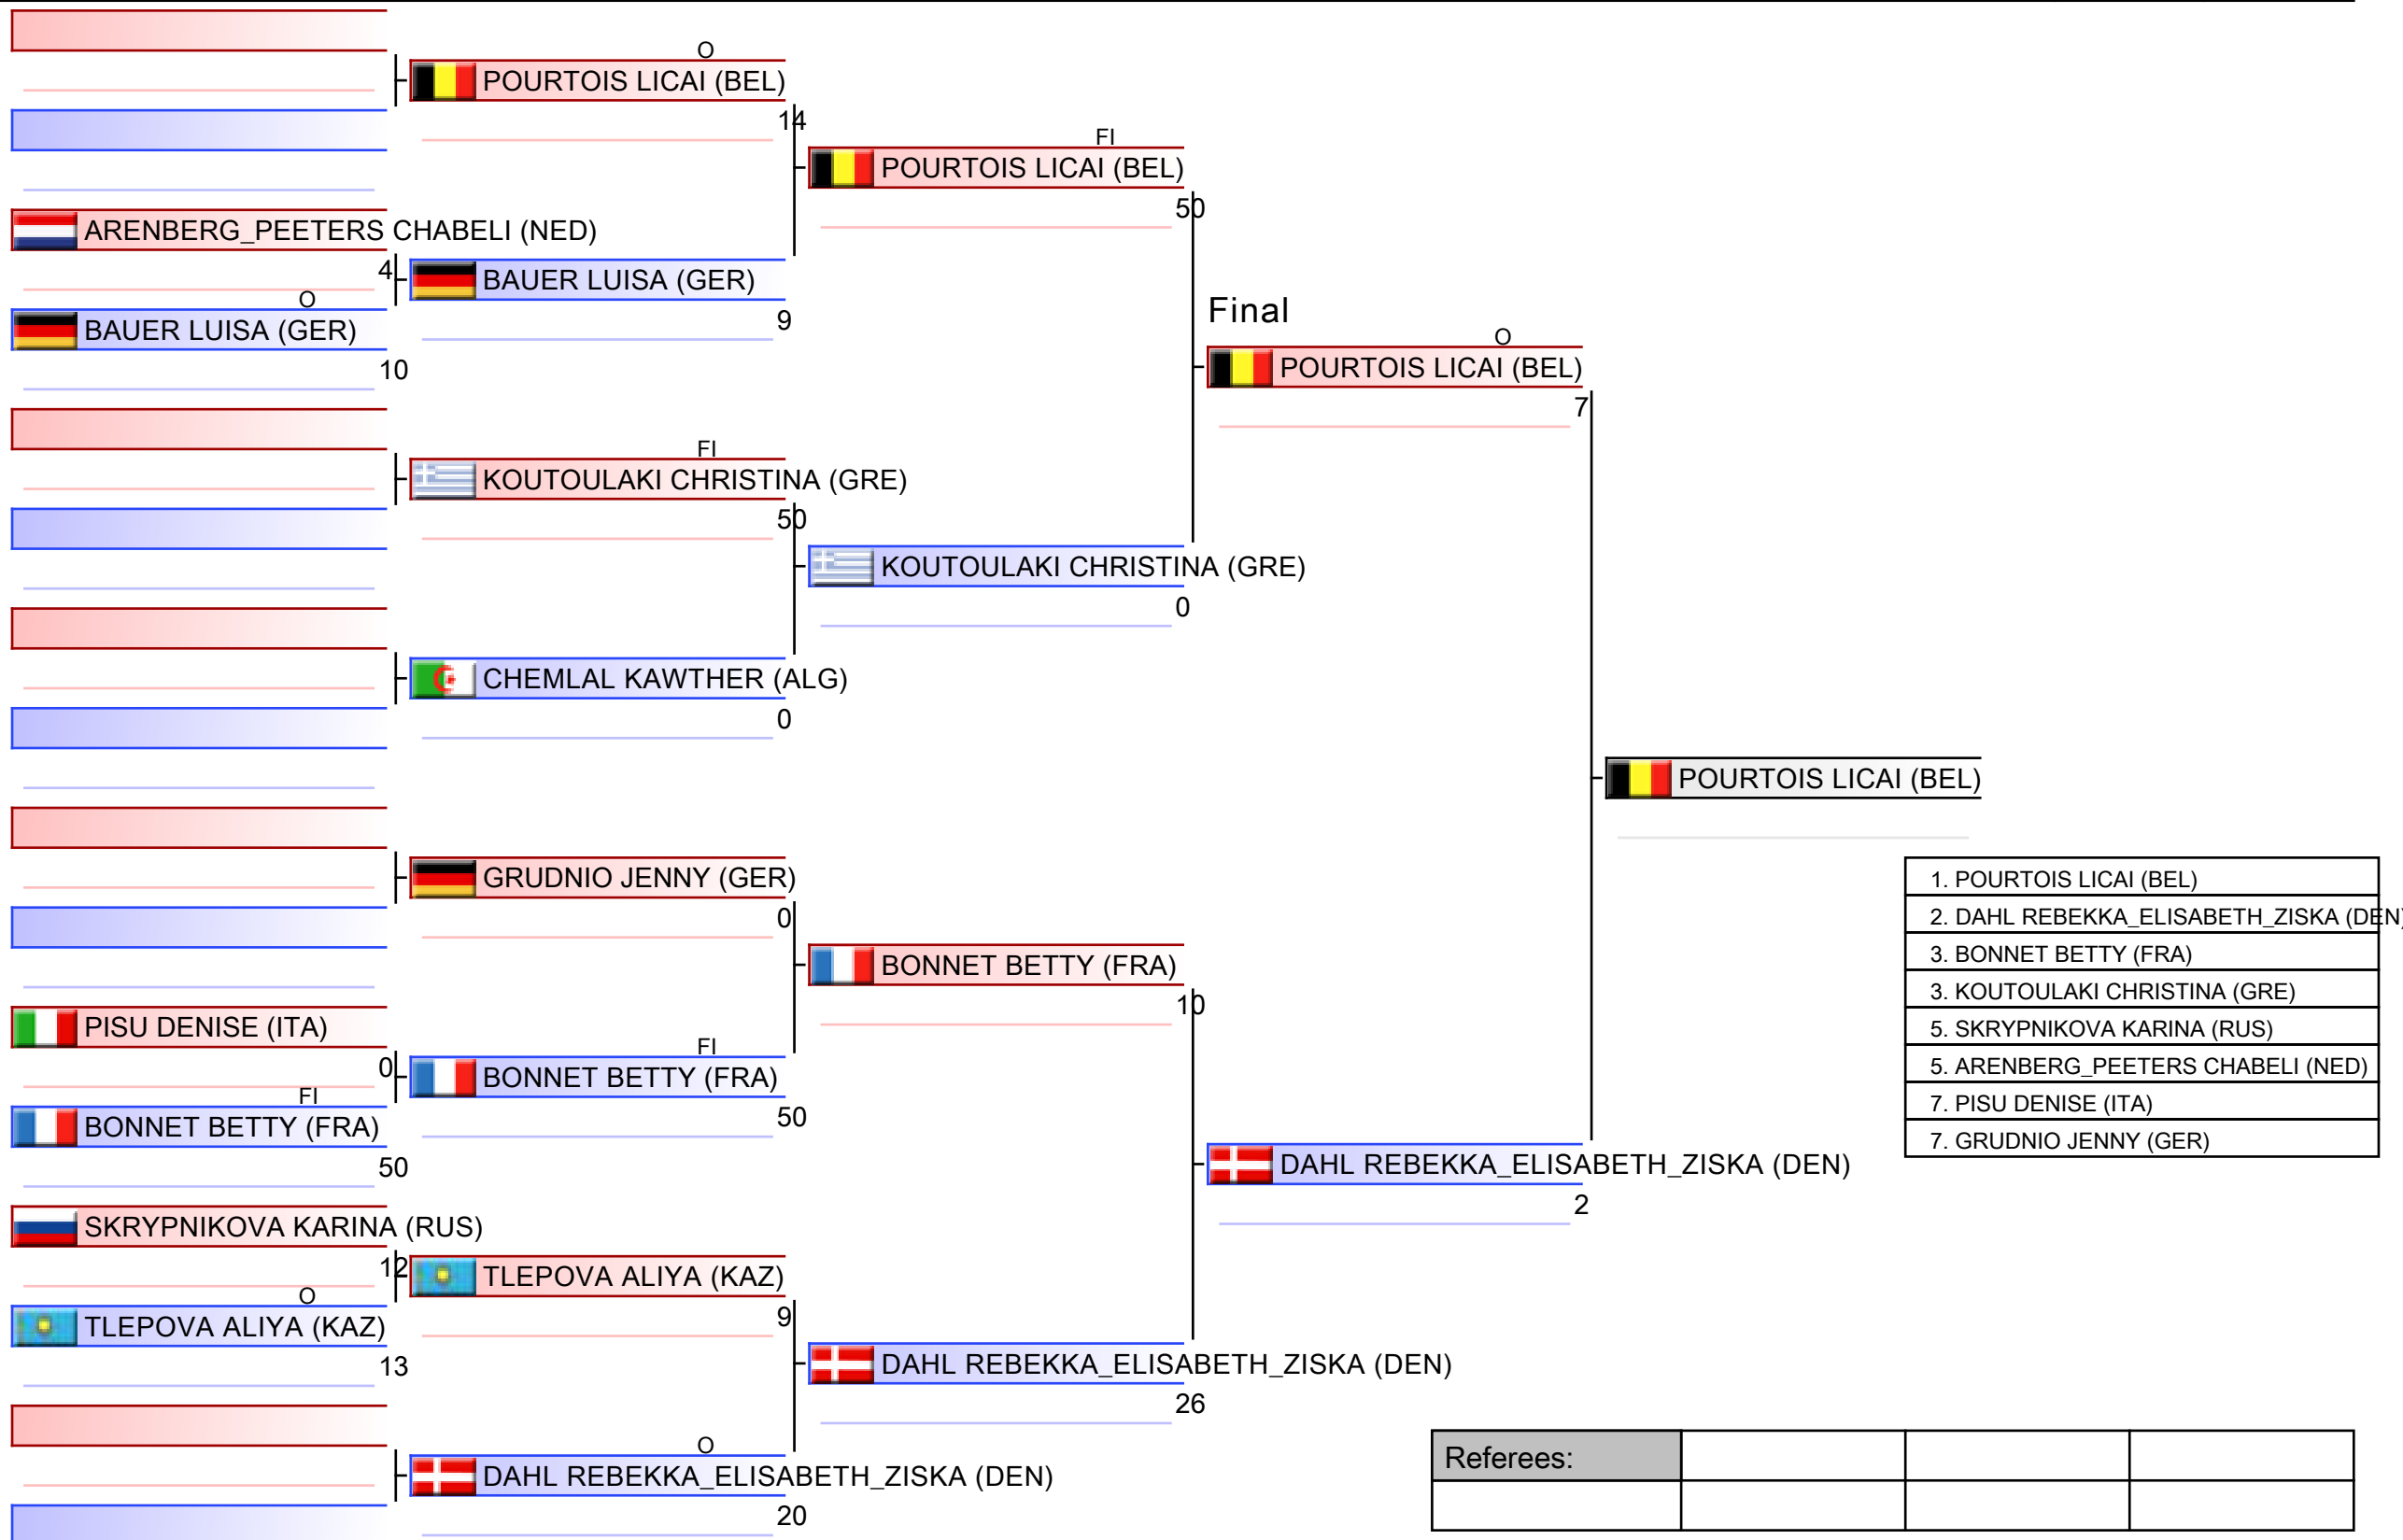 O
POURTOIS LICAI (BEL)
14
FI
POURTOIS LICAI (BEL)
50
ARENBERG_PEETERS CHABELI (NED)
4
BAUER LUISA (GER)
9
O
BAUER LUISA (GER)
10
Final
O
POURTOIS LICAI (BEL)
7
FI
KOUTOULAKI CHRISTINA (GRE)
50
KOUTOULAKI CHRISTINA (GRE)
0
CHEMLAL KAWTHER (ALG)
0
POURTOIS LICAI (BEL)
GRUDNIO JENNY (GER)
0
BONNET BETTY (FRA)
10
PISU DENISE (ITA)
0
FI
BONNET BETTY (FRA)
50
FI
BONNET BETTY (FRA)
50
1. POURTOIS LICAI (BEL)
2. DAHL REBEKKA_ELISABETH_ZISKA (DEN)
3. BONNET BETTY (FRA)
3. KOUTOULAKI CHRISTINA (GRE)
5. SKRYPNIKOVA KARINA (RUS)
5. ARENBERG_PEETERS CHABELI (NED)
7. PISU DENISE (ITA)
7. GRUDNIO JENNY (GER)
DAHL REBEKKA_ELISABETH_ZISKA (DEN)
2
SKRYPNIKOVA KARINA (RUS)
12
TLEPOVA ALIYA (KAZ)
9
O
TLEPOVA ALIYA (KAZ)
13
DAHL REBEKKA_ELISABETH_ZISKA (DEN)
26
O
DAHL REBEKKA_ELISABETH_ZISKA (DEN)
20
Referees: